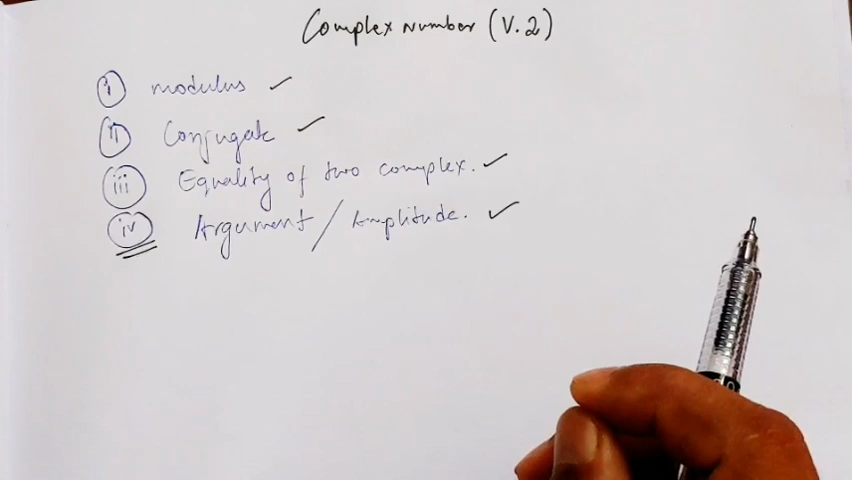 Complex number (V.2)
i modulus ✓
ii Conjugate ✓
iii Equality of two complex. ✓
iv Argument / Amplitude. ✓